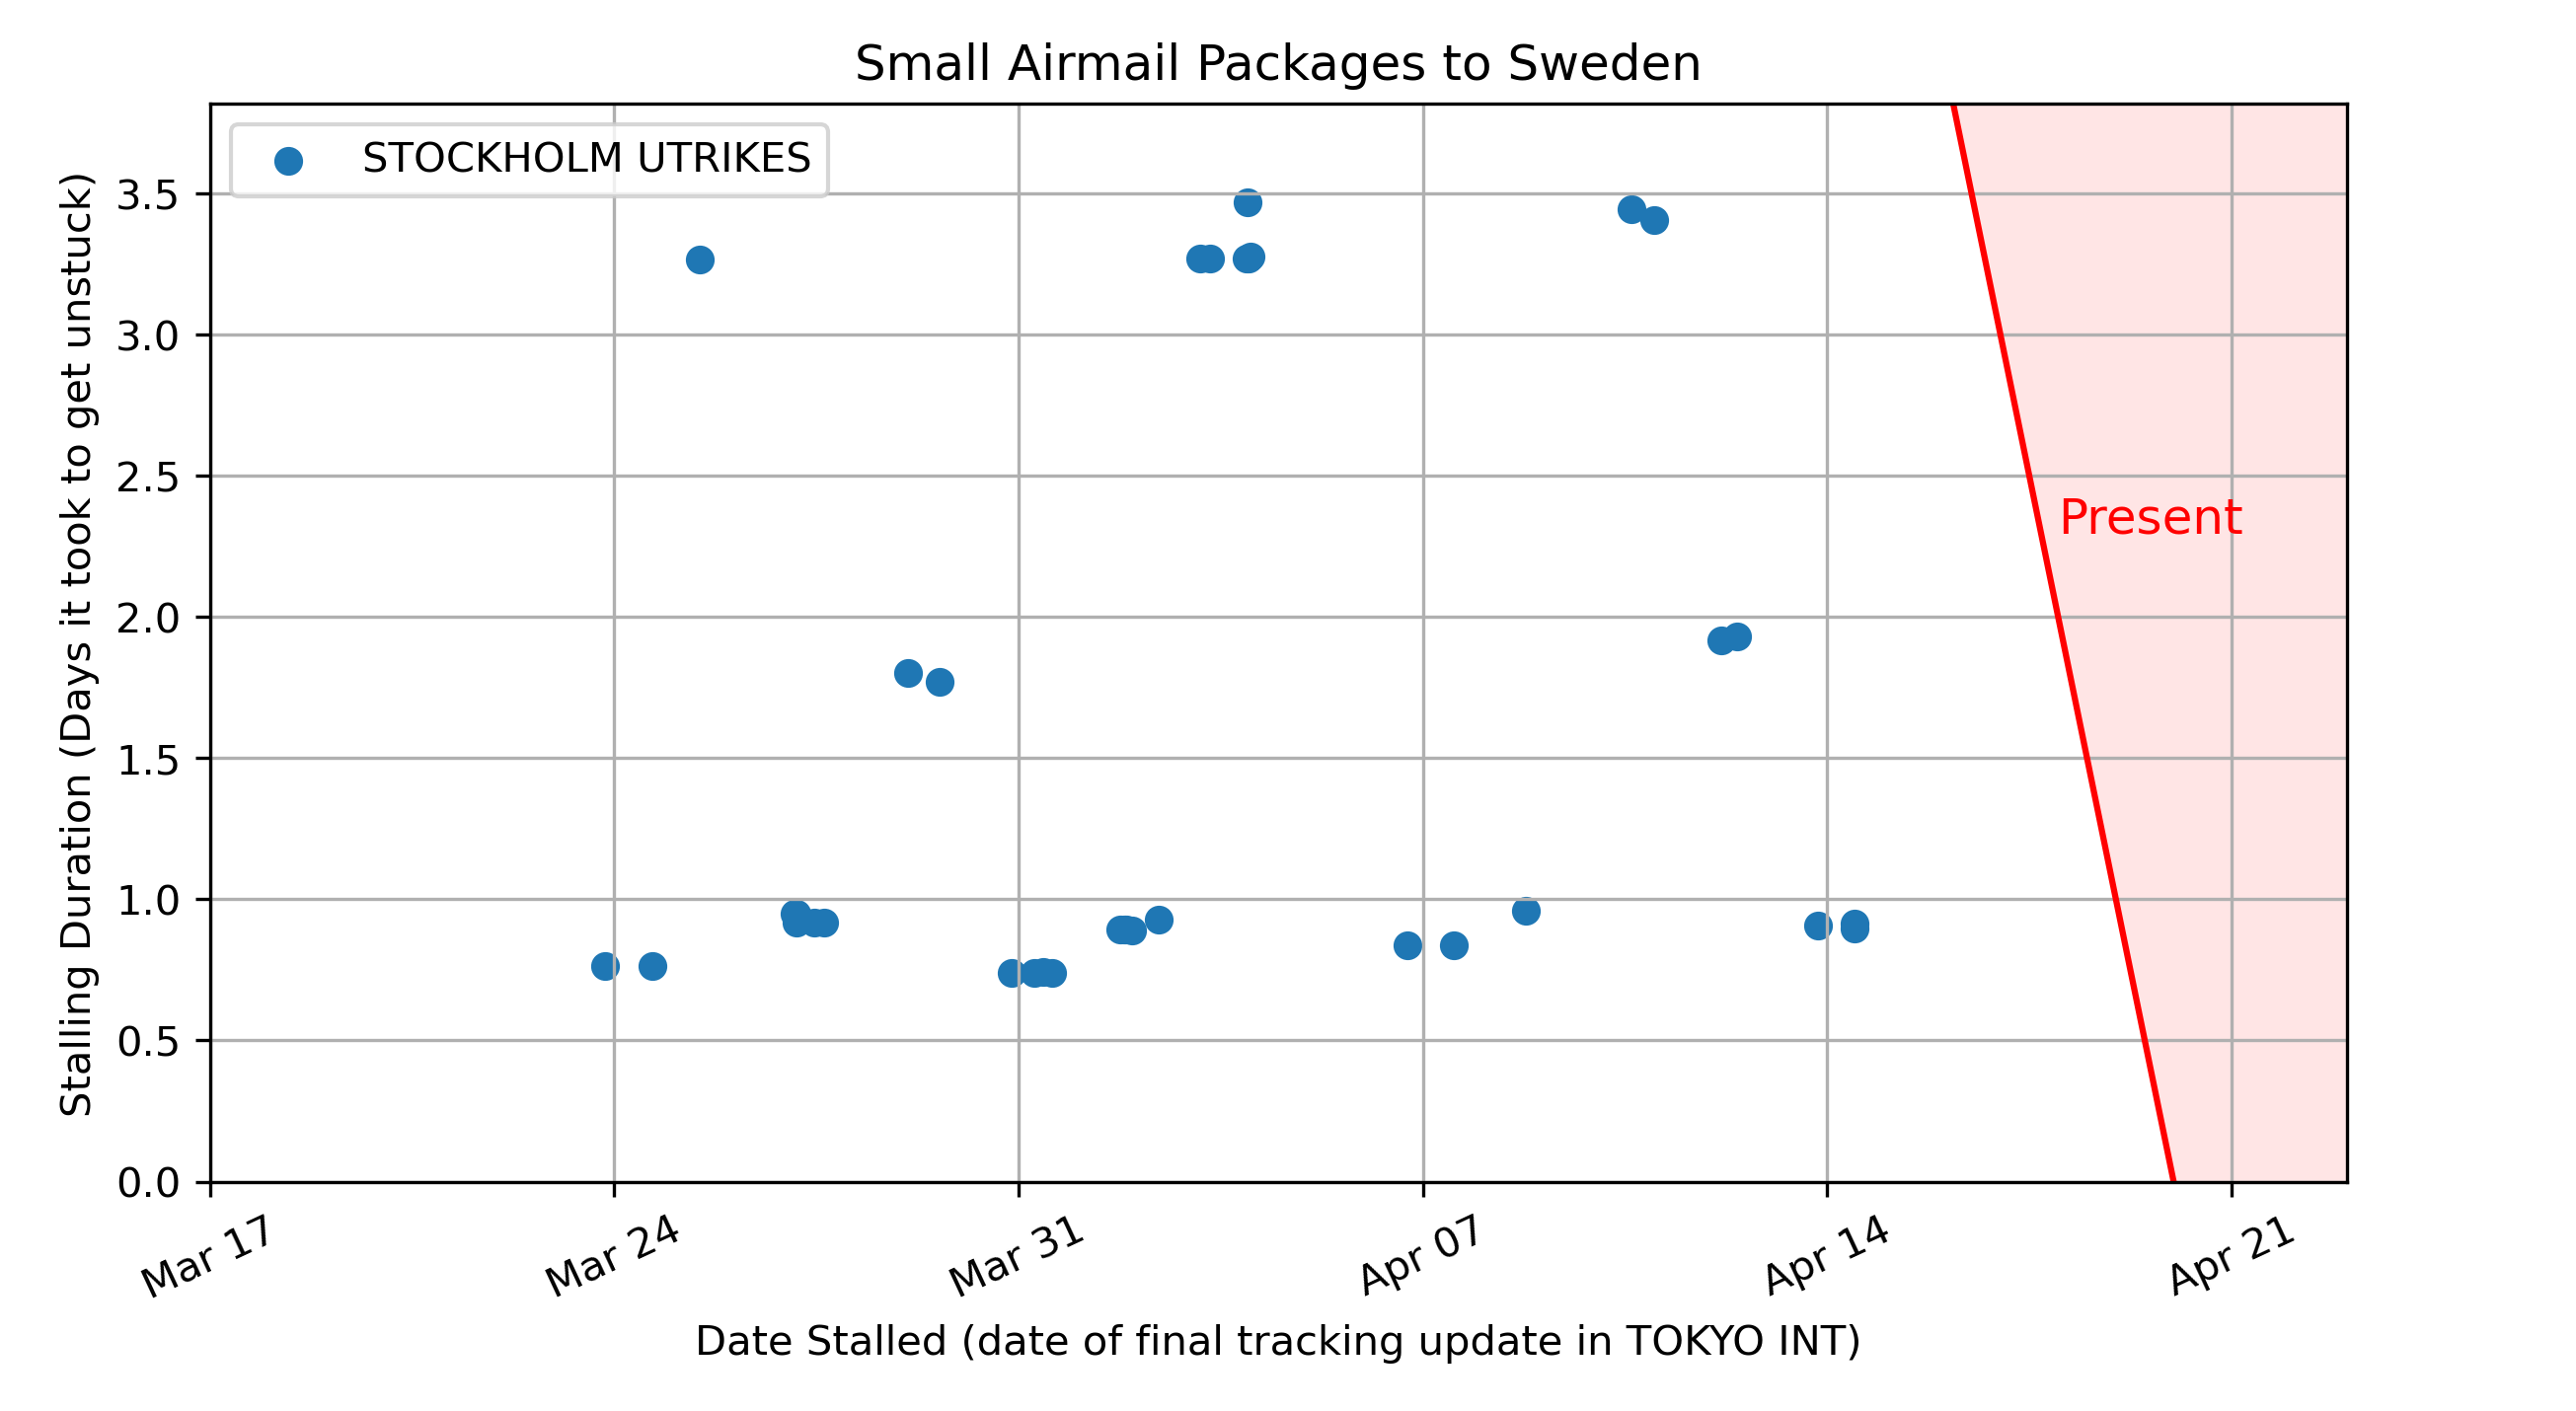 Small Airmail Packages to Sweden
STOCKHOLM UTRIKES
Stalling Duration (Days it took to get unstuck)
3.5
3.0
2.5
2.0
1.5
1.0
0.5
0.0
Present
Mar 17
Mar 24
Mar 31
Apr 07
Apr 14
Apr 21
Date Stalled (date of final tracking update in TOKYO INT)